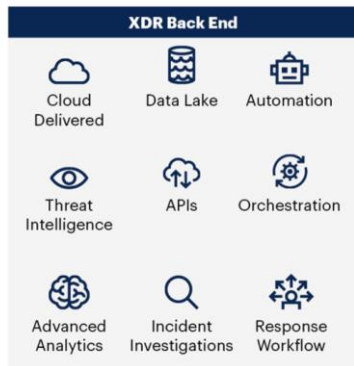 XDR Back End
Cloud
Delivered
Data Lake
Automation
Threat
Intelligence
APIs
Orchestration
Advanced
Analytics
Incident
Investigations
Response
Workflow